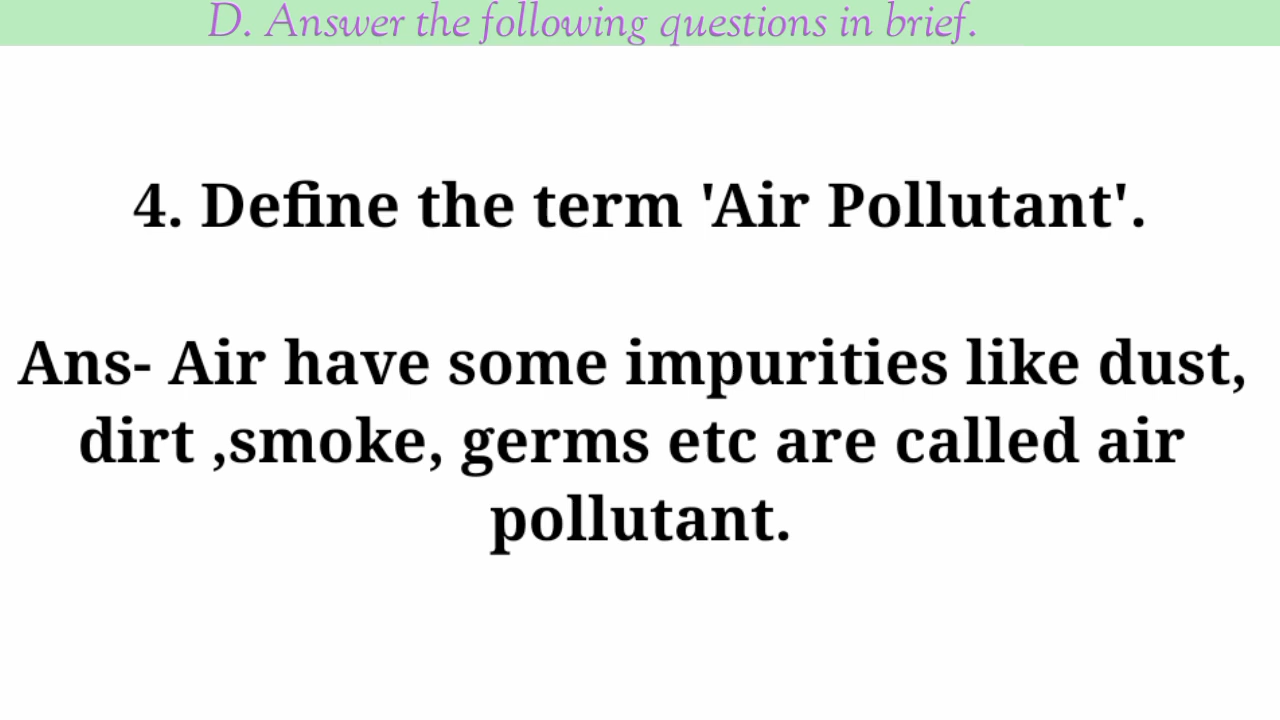 D. Answer the following questions in brief.
4. Define the term 'Air Pollutant'.
Ans- Air have some impurities like dust,
dirt ,smoke, germs etc are called air
pollutant.